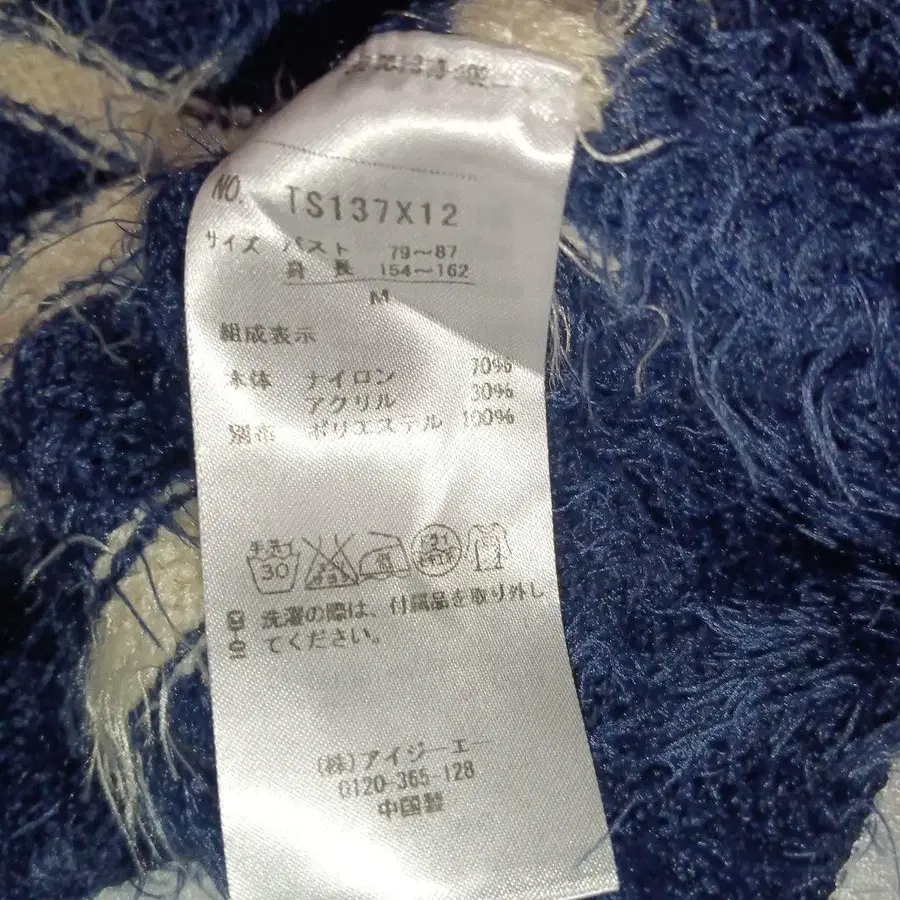 NO. TS137X12
サイズ バスト 79~87
身長 154~162
M
組成表示
本体 ナイロン 70%
アクリル 30%
別布 ポリエステル 100%
手洗イ
30
洗濯の際は、付属品を取り外し
てください。
(株)アイジーエー
0120-365-128
中国製